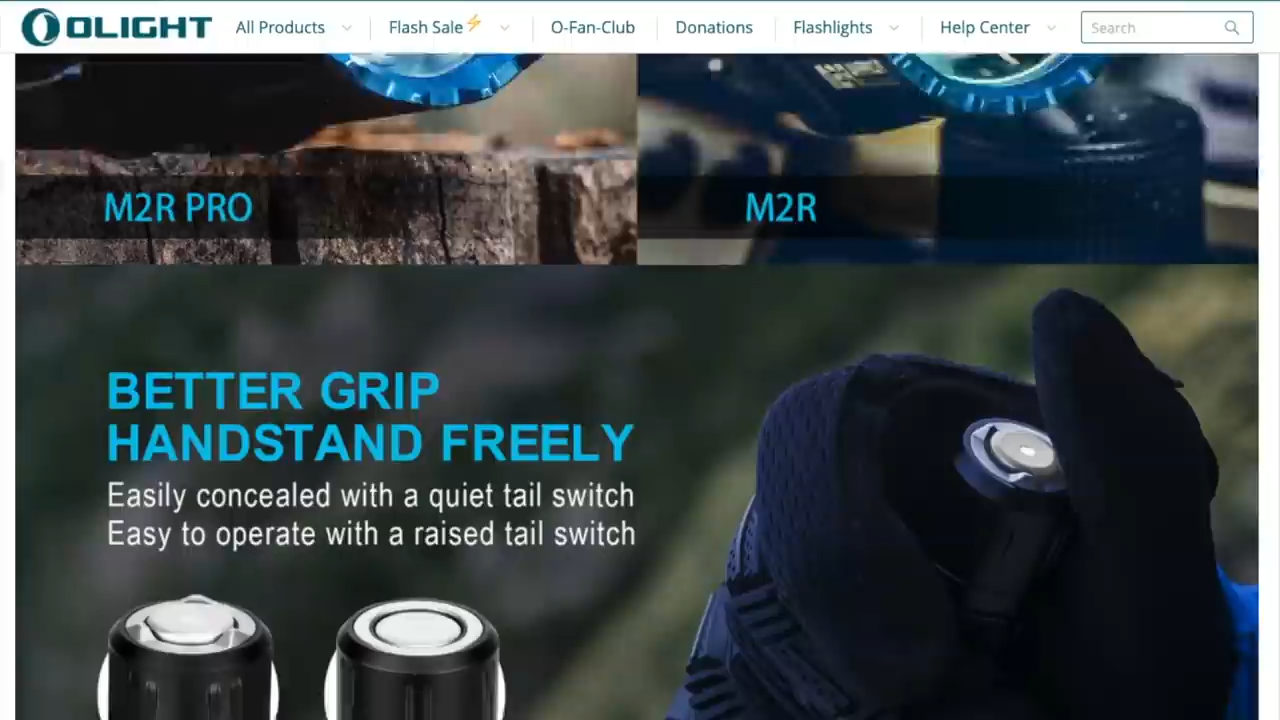 OLIGHT
All Products
Flash Sale
O-Fan-Club
Donations
Flashlights
Help Center
Search
M2R PRO
M2R
BETTER GRIP
HANDSTAND FREELY
Easily concealed with a quiet tail switch
Easy to operate with a raised tail switch